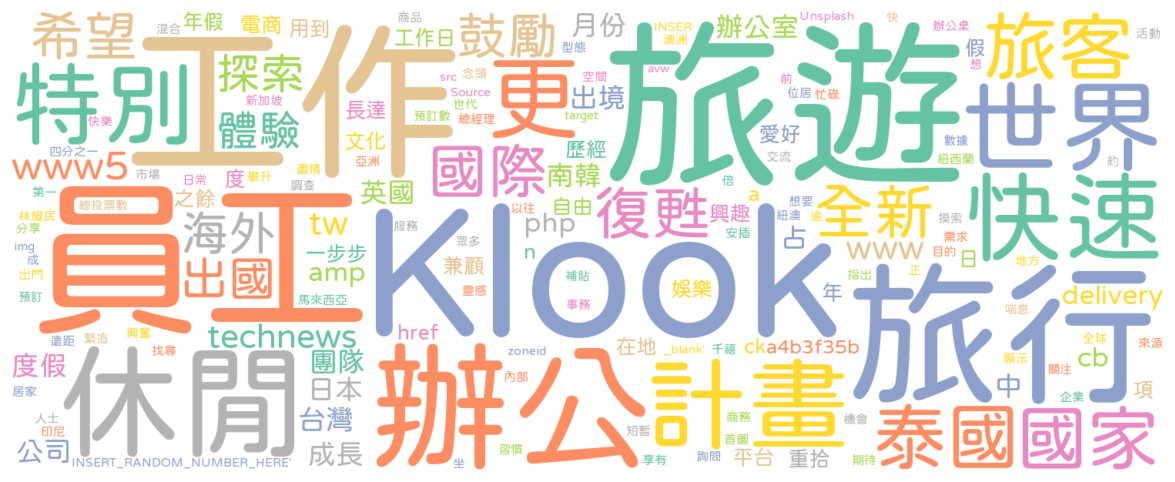 希望 混合 年假 電商 用到 工作日 鼓勵 型態 月份 INSER 澳洲 辦公室 Unsplash 商品 快 辦公桌 旅客 活動
工作 旅遊
特別 探索 新加坡 src 念頭 更 空間 avw 出境 前 位居 忙碌 假 想 世界
快樂 體驗 長達 Source 世代 預訂數 總經理 target 愛好 數據
四分之一 市場 文化 亞洲 歷經 交流 紐西蘭 約
www5 日常 度 攀升 盡情 國際 南韓 倍 a 快速
第一 總投票數 之餘 調查 英國 自由 復甦 興趣 想要 紐澳 追 全新 摸索
林耀民 分享 員工 海外 tw 服務 以往 php 安插 占 www 需求 目的
img 成 一步步 Klook 眾多 n 日 地方
出門 出國 amp 兼顧 靈感 補貼 娛樂 年 指出 正 旅行
預訂 馬來西亞 事務 delivery
遠距 緊追 興奮 technews href 喘息
找尋 zoneid 在地 _blank' 千禧 cka4b3f35b 顯示 全球 來源
度假 休閒 團隊 內部 辦公 計畫 cb 關注
居家 日本 中 企業 項
人士 印尼 台灣 短暫 商務 機會 泰國 國家
公司 成長 習慣 首圖
INSERT_RANDOM_NUMBER_HERE' 坐 享有 詢問 平台 重拾 期待